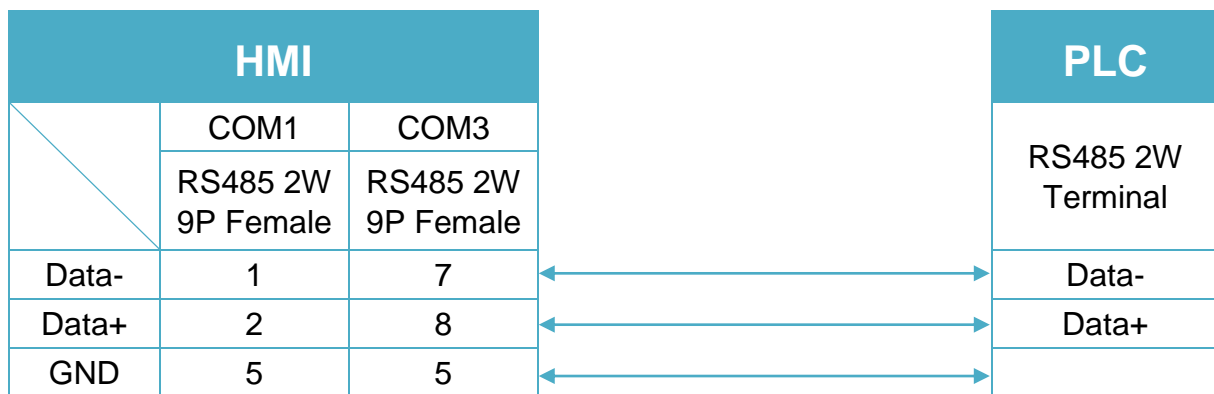 HMI PLC
COM1 COM3
RS485 2W RS485 2W RS485 2W
9P Female 9P Female Terminal
Data- 1 7 Data-
Data+ 2 8 Data+
GND 5 5